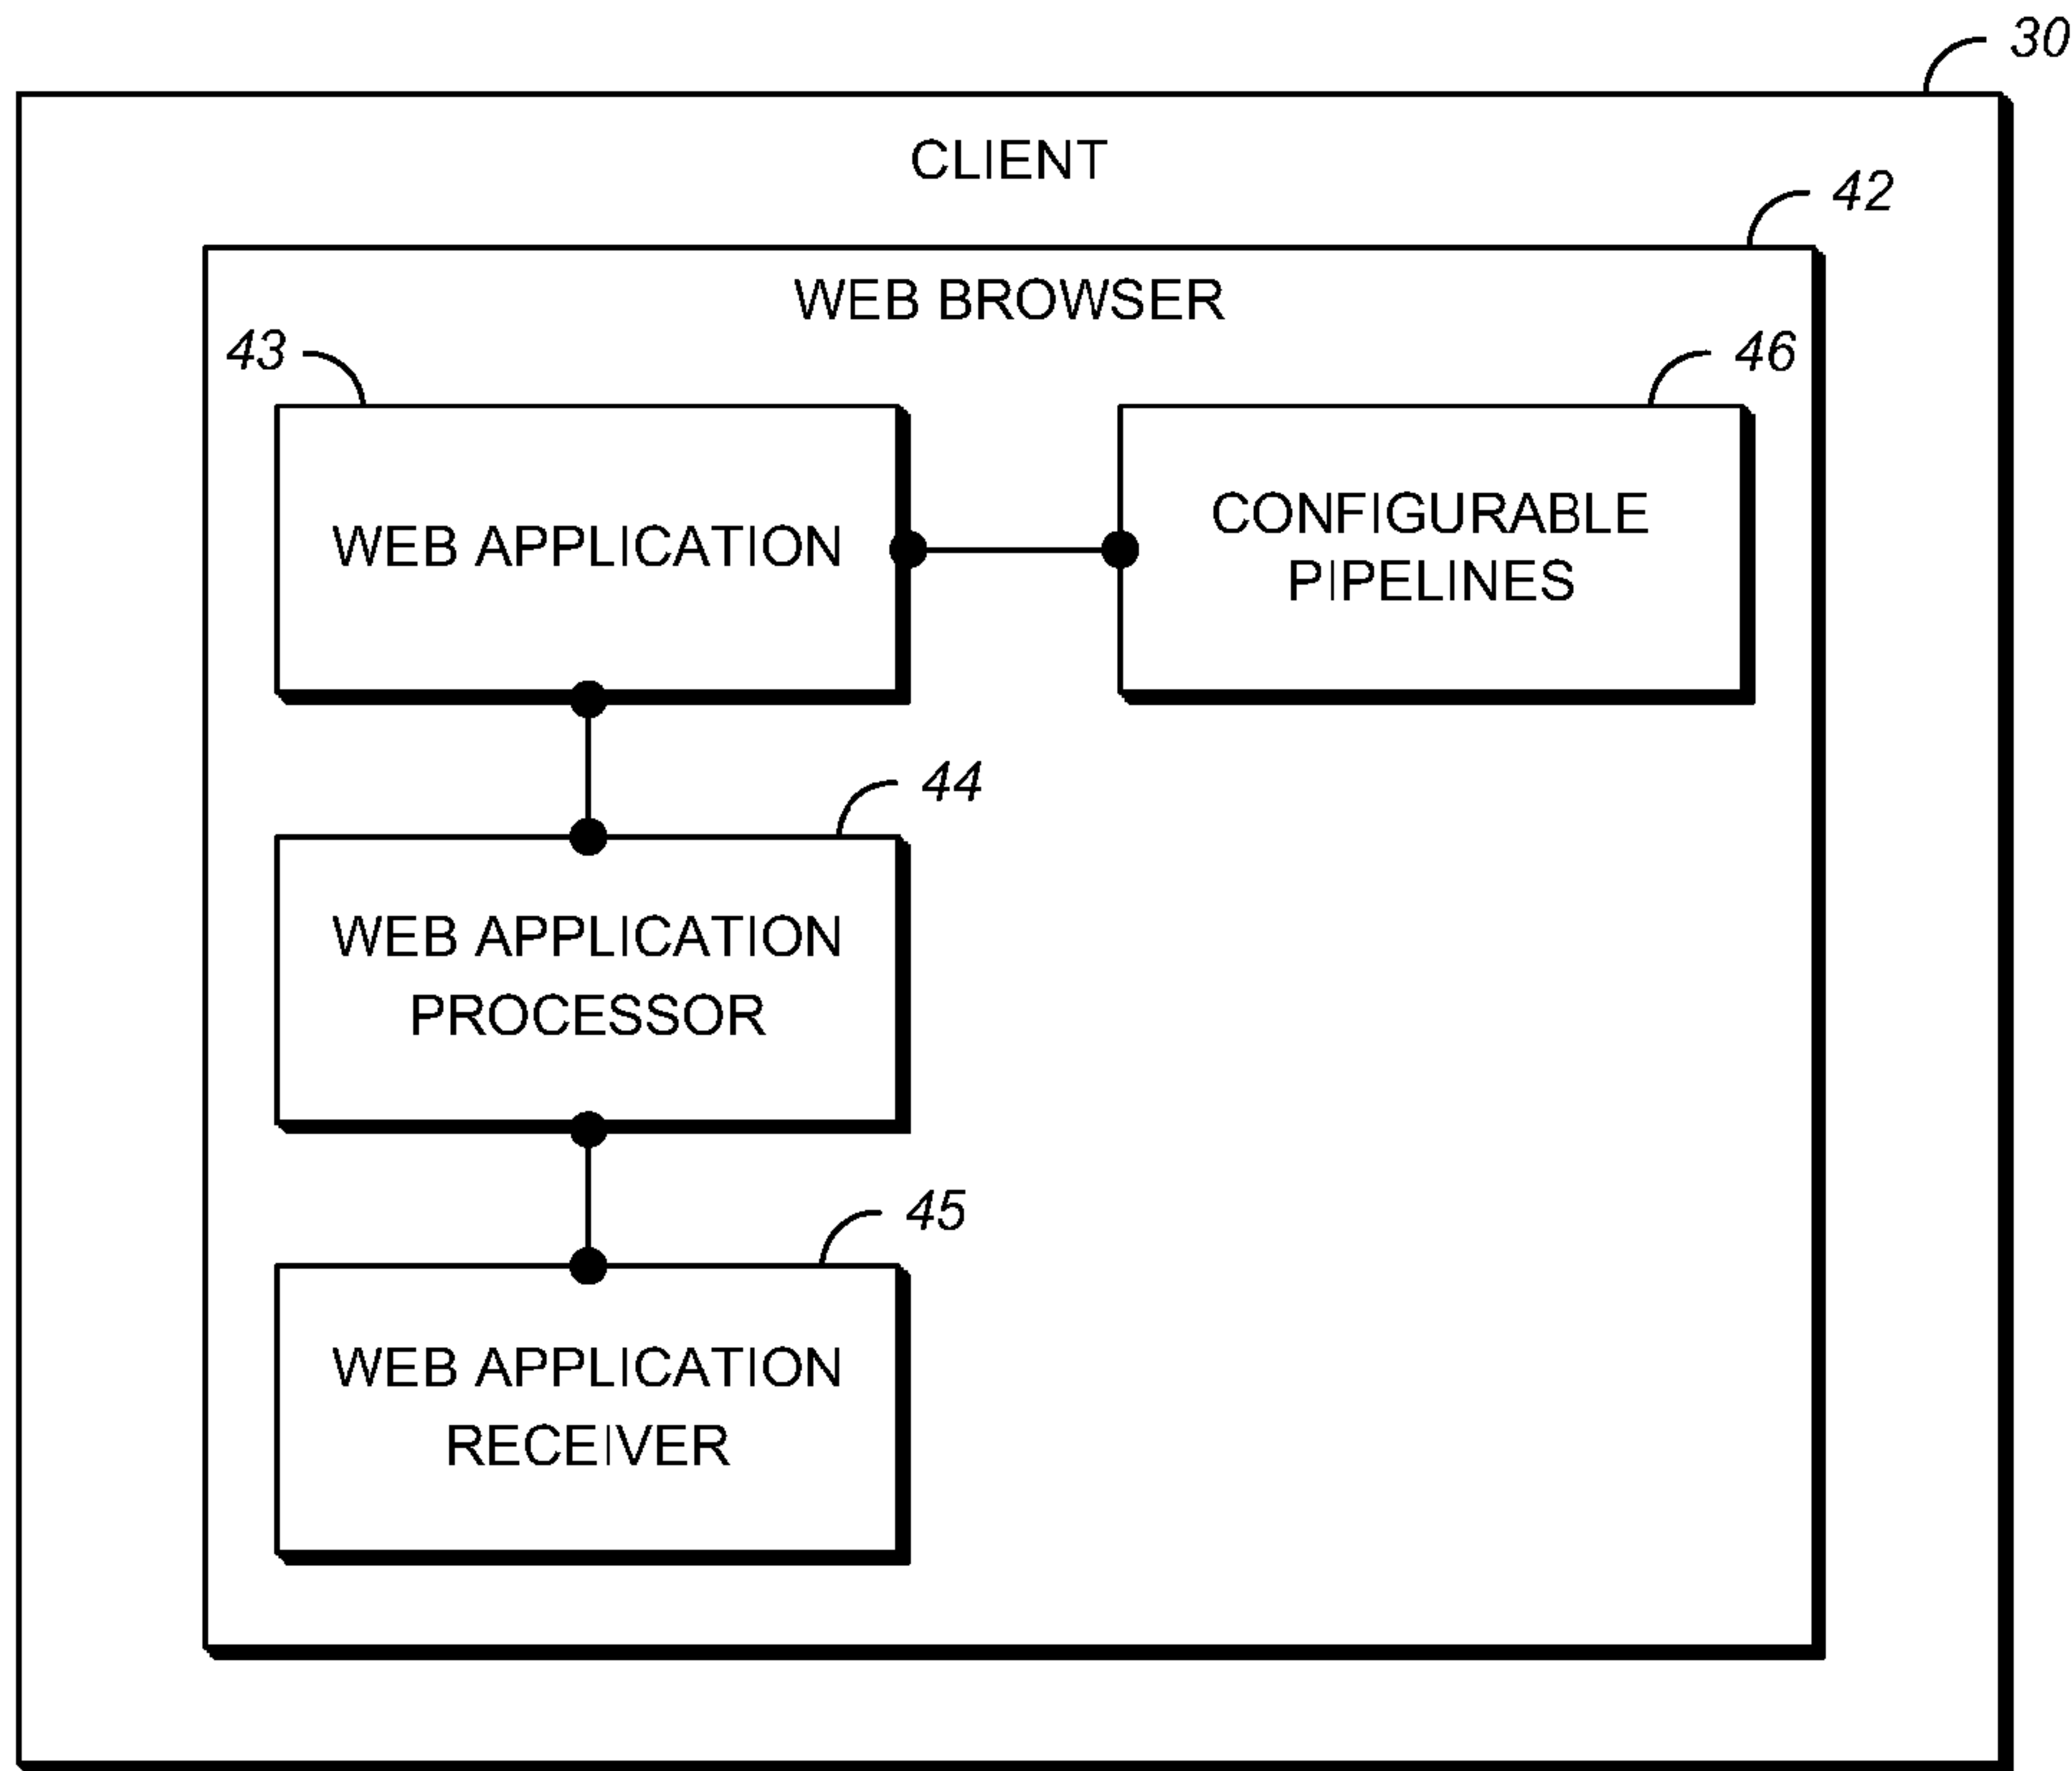 30
CLIENT
42
WEB BROWSER
43
46
WEB APPLICATION
CONFIGURABLE
PIPELINES
44
WEB APPLICATION
PROCESSOR
45
WEB APPLICATION
RECEIVER